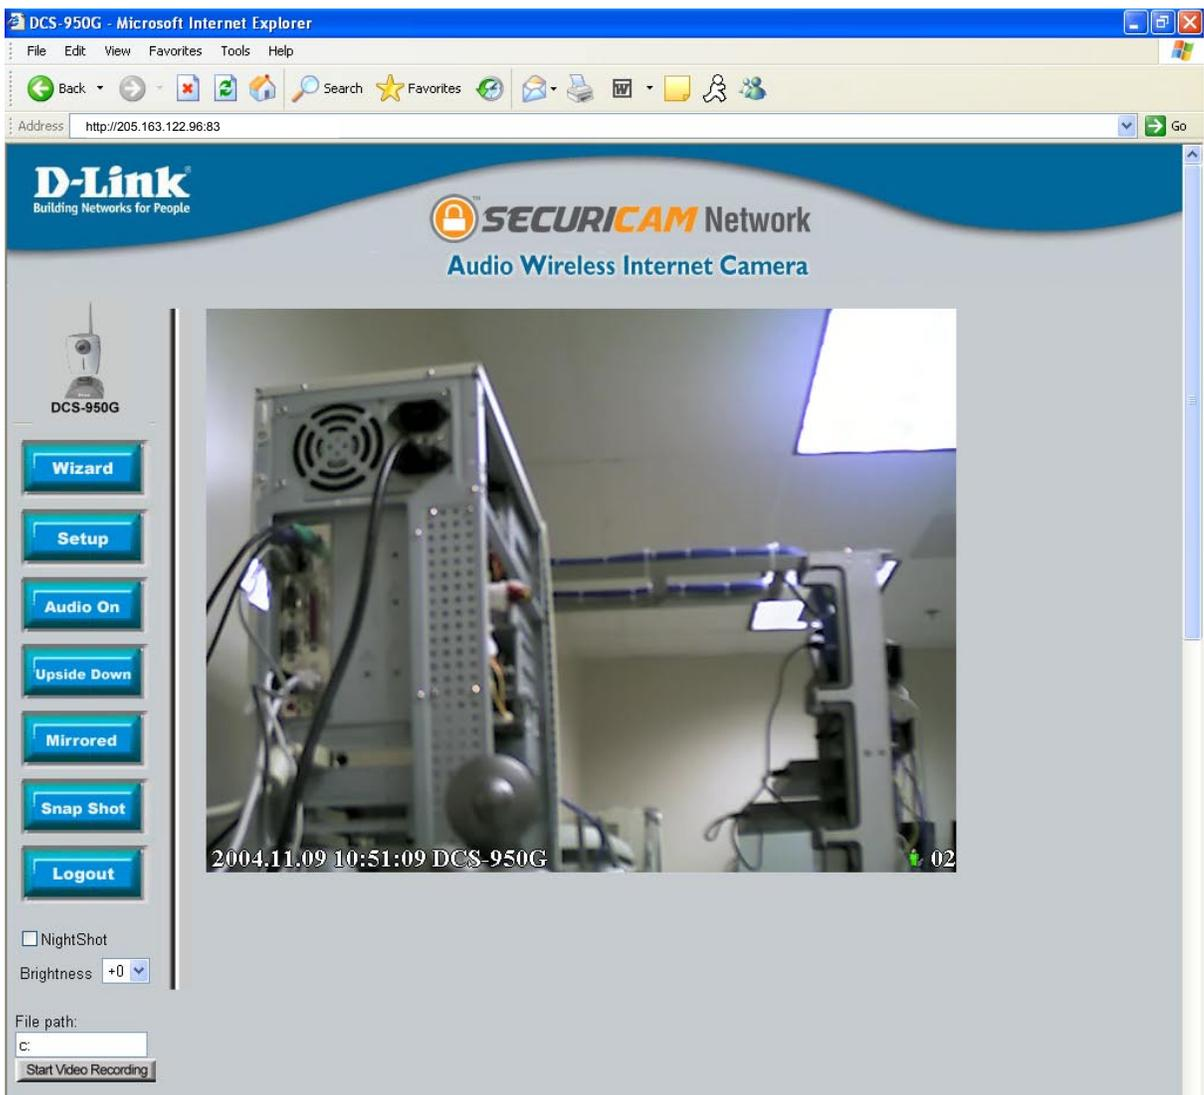 DCS-950G - Microsoft Internet Explorer
File Edit View Favorites Tools Help
Back Search Favorites
Address http://205.163.122.96:83 Go
D-Link®
Building Networks for People
SECURICAM™ Network
Audio Wireless Internet Camera
DCS-950G
Wizard
Setup
Audio On
Upside Down
Mirrored
Snap Shot
Logout
2004.11.09 10:51:09 DCS-950G 02
NightShot
Brightness +0
File path:
c:
Start Video Recording